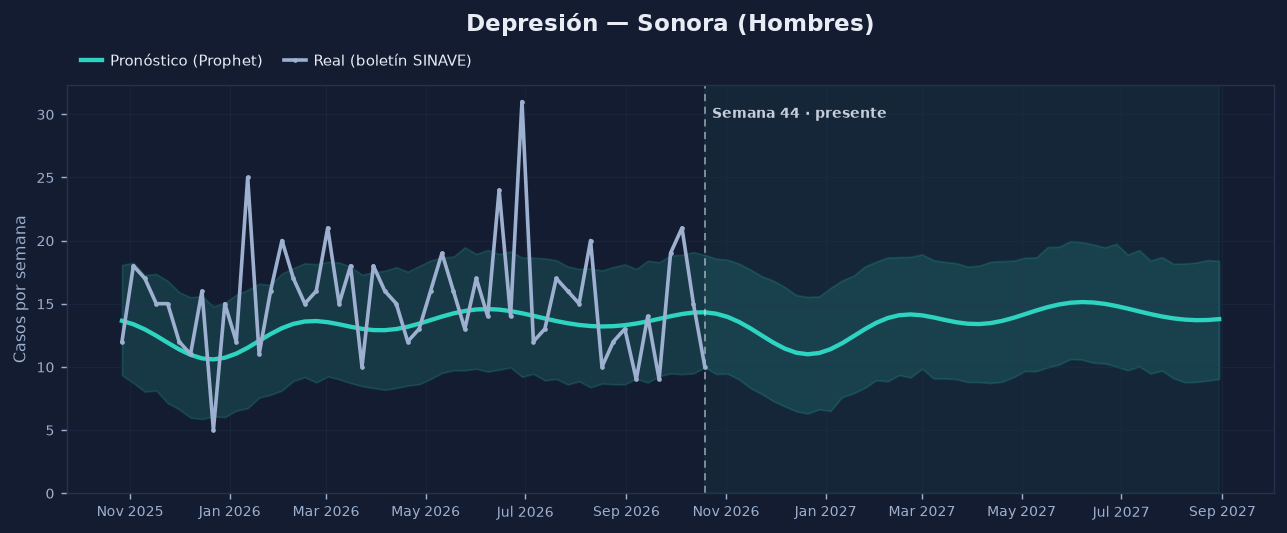 Depresión — Sonora (Hombres)
Pronóstico (Prophet)
Real (boletín SINAVE)
Semana 44 · presente
Casos por semana
30
25
20
15
10
5
0
Nov 2025
Jan 2026
Mar 2026
May 2026
Jul 2026
Sep 2026
Nov 2026
Jan 2027
Mar 2027
May 2027
Jul 2027
Sep 2027